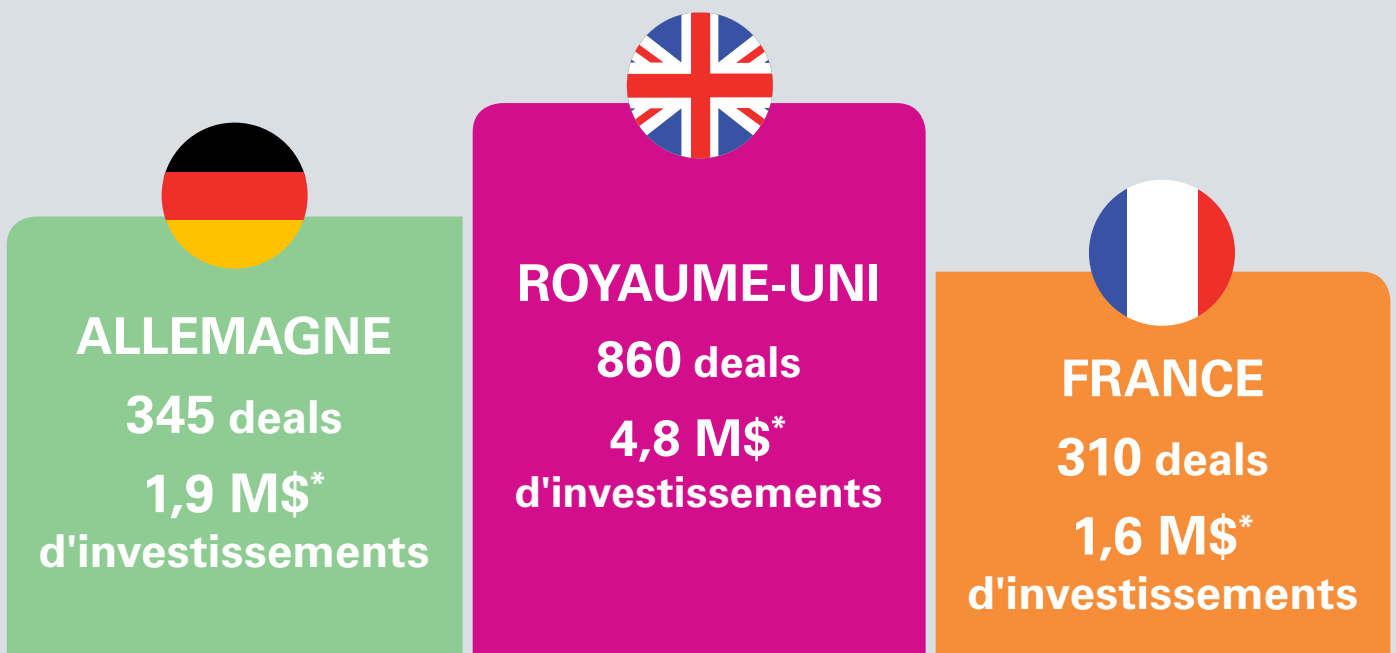 ALLEMAGNE
345 deals
1,9 M$*
d'investissements
ROYAUME-UNI
860 deals
4,8 M$*
d'investissements
FRANCE
310 deals
1,6 M$*
d'investissements